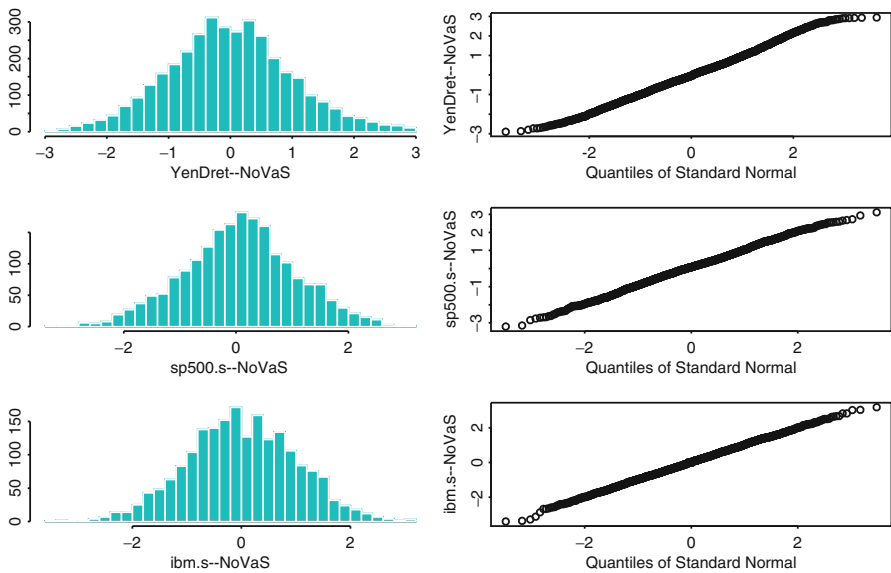 300
200
100
0
−3 −2 −1 0 1 2 3
YenDret--NoVaS
3
1
−1
−3
YenDret--NoVaS
−2 0 2
Quantiles of Standard Normal
100
50
0
−2 0 2
sp500.s--NoVaS
3
1
−1
−3
sp500.s--NoVaS
−2 0 2
Quantiles of Standard Normal
150
100
50
0
−2 0 2
ibm.s--NoVaS
2
0
−2
ibm.s--NoVaS
−2 0 2
Quantiles of Standard Normal